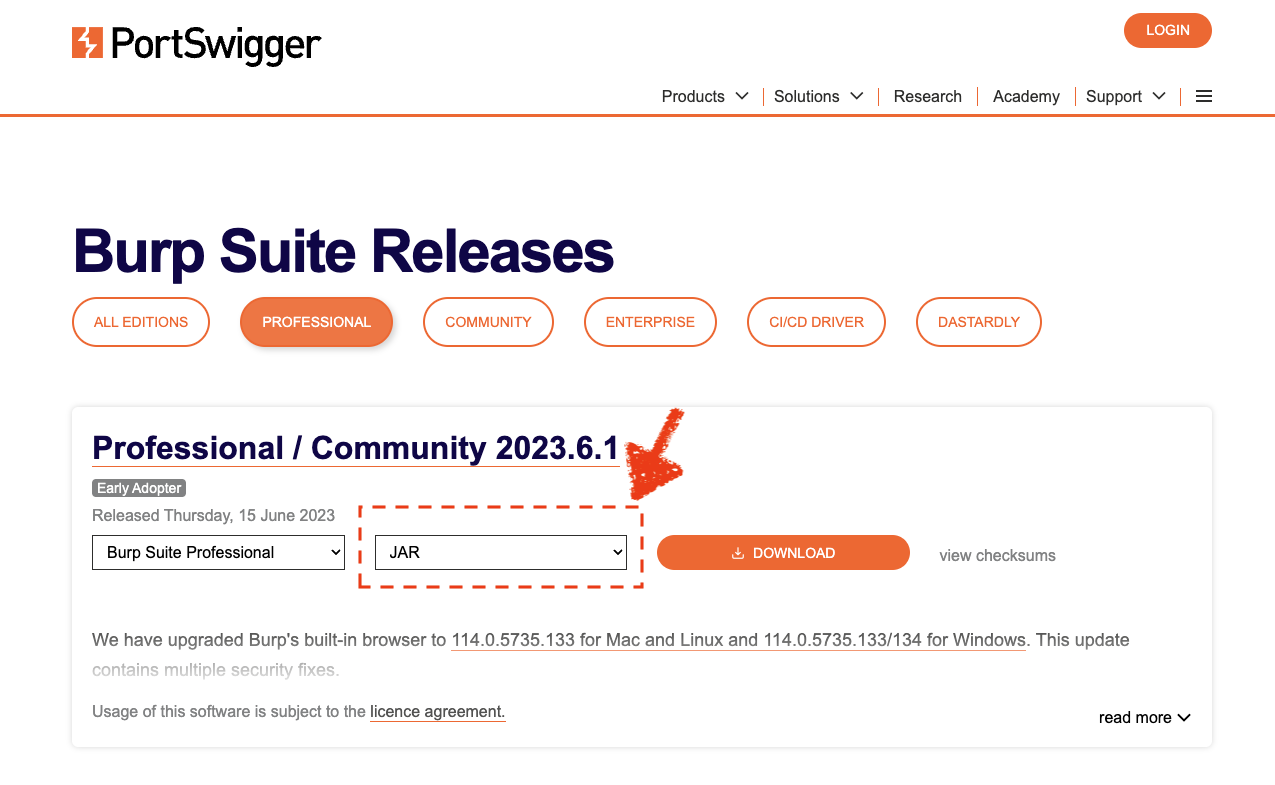 PortSwigger
LOGIN
Products
Solutions
Research
Academy
Support
Burp Suite Releases
ALL EDITIONS
PROFESSIONAL
COMMUNITY
ENTERPRISE
CI/CD DRIVER
DASTARDLY
Professional / Community 2023.6.1
Early Adopter
Released Thursday, 15 June 2023
Burp Suite Professional
JAR
DOWNLOAD
view checksums
We have upgraded Burp's built-in browser to 114.0.5735.133 for Mac and Linux and 114.0.5735.133/134 for Windows. This update
contains multiple security fixes.
Usage of this software is subject to the licence agreement.
read more